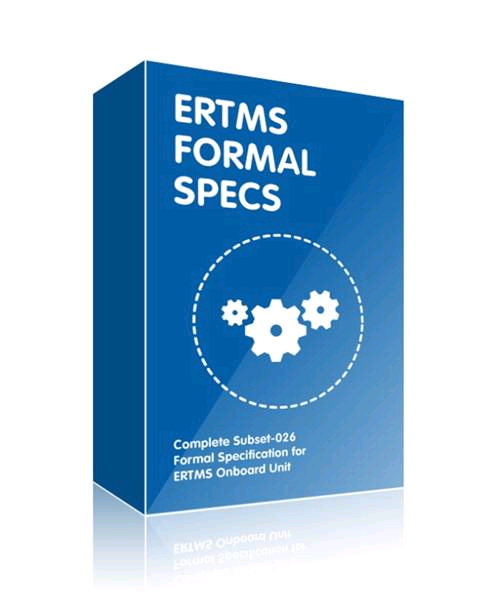 ERTMS
FORMAL
SPECS
Complete Subset-026
Formal Specification for
ERTMS Onboard Unit